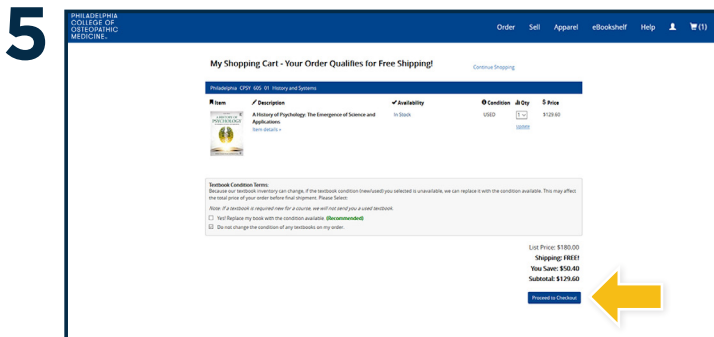 5
PHILADELPHIA
COLLEGE OF
OSTEOPATHIC
MEDICINE.
Order Sell Apparel eBookshelf Help (1)
My Shopping Cart - Your Order Qualifies for Free Shipping!
Continue Shopping
Philadelphia CPSY 605 01 History and Systems
Item Description Availability Condition Qty $ Price
A History of Psychology: The Emergence of Science and
Applications
Item details »
In Stock USED 1 $129.60
update
A HISTORY OF
PSYCHOLOGY
Textbook Condition Terms:
Because our textbook inventory can change, if the textbook condition (new/used) you selected is unavailable, we can replace it with the condition available. This may affect
the total price of your order before final shipment. Please Select:
Note: If a textbook is required new for a course, we will not send you a used textbook.
Yes! Replace my book with the condition available. (Recommended)
Do not change the condition of any textbooks on my order.
List Price: $180.00
Shipping: FREE!
You Save: $50.40
Subtotal: $129.60
Proceed to Checkout